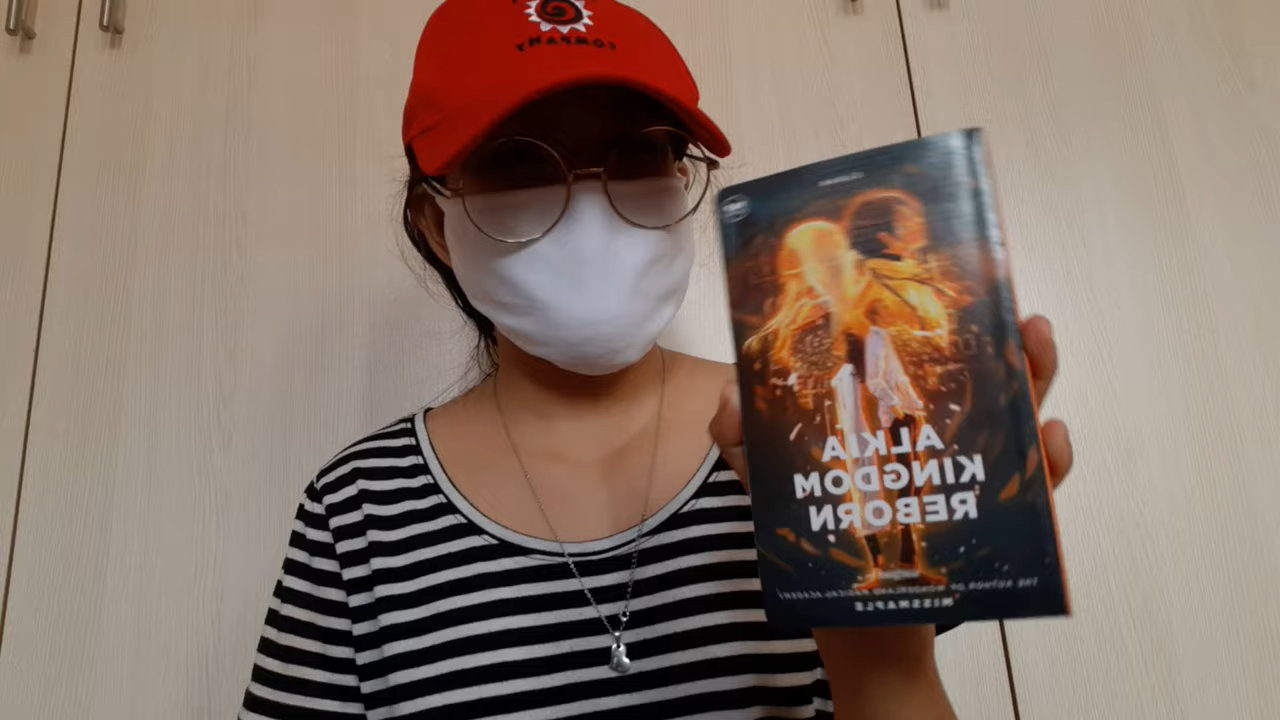 COMPANY
ALKIA
KINGDOM
REBORN
THE AUTHOR OF WONDERLAND MAGICAL ACADEMY
MISSMAPLE